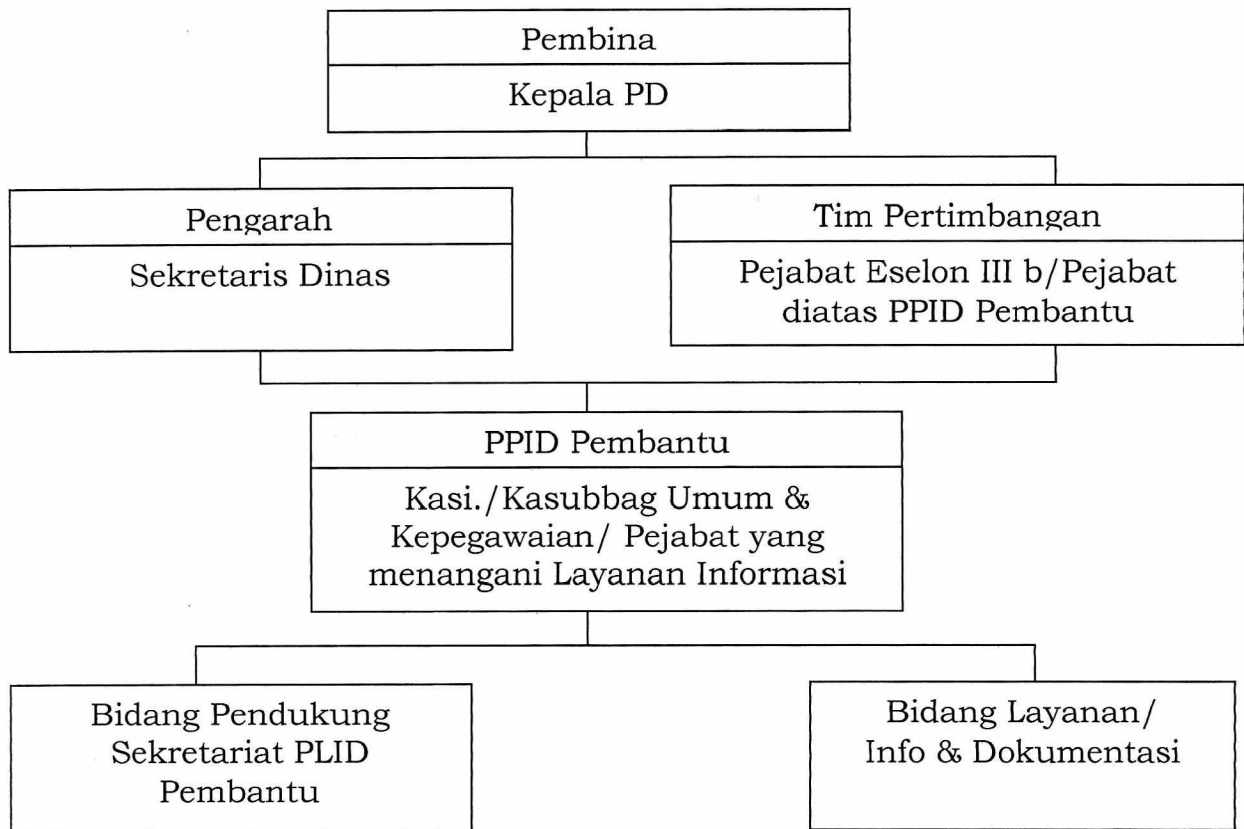 Pembina
Kepala PD
Pengarah
Sekretaris Dinas
Tim Pertimbangan
Pejabat Eselon III b/Pejabat
diatas PPID Pembantu
PPID Pembantu
Kasi./Kasubbag Umum &
Kepegawaian/ Pejabat yang
menangani Layanan Informasi
Bidang Pendukung
Sekretariat PLID
Pembantu
Bidang Layanan/
Info & Dokumentasi